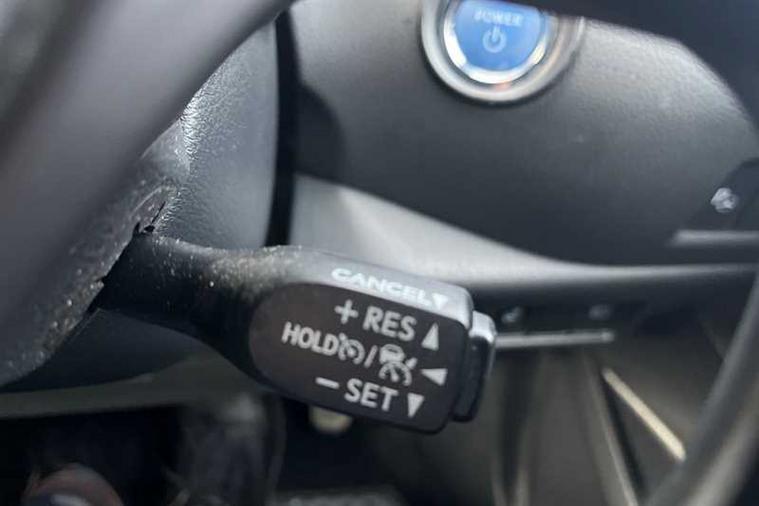 POWER
CANCEL▼
+ RES ▲
HOLD / ◀
− SET ▼